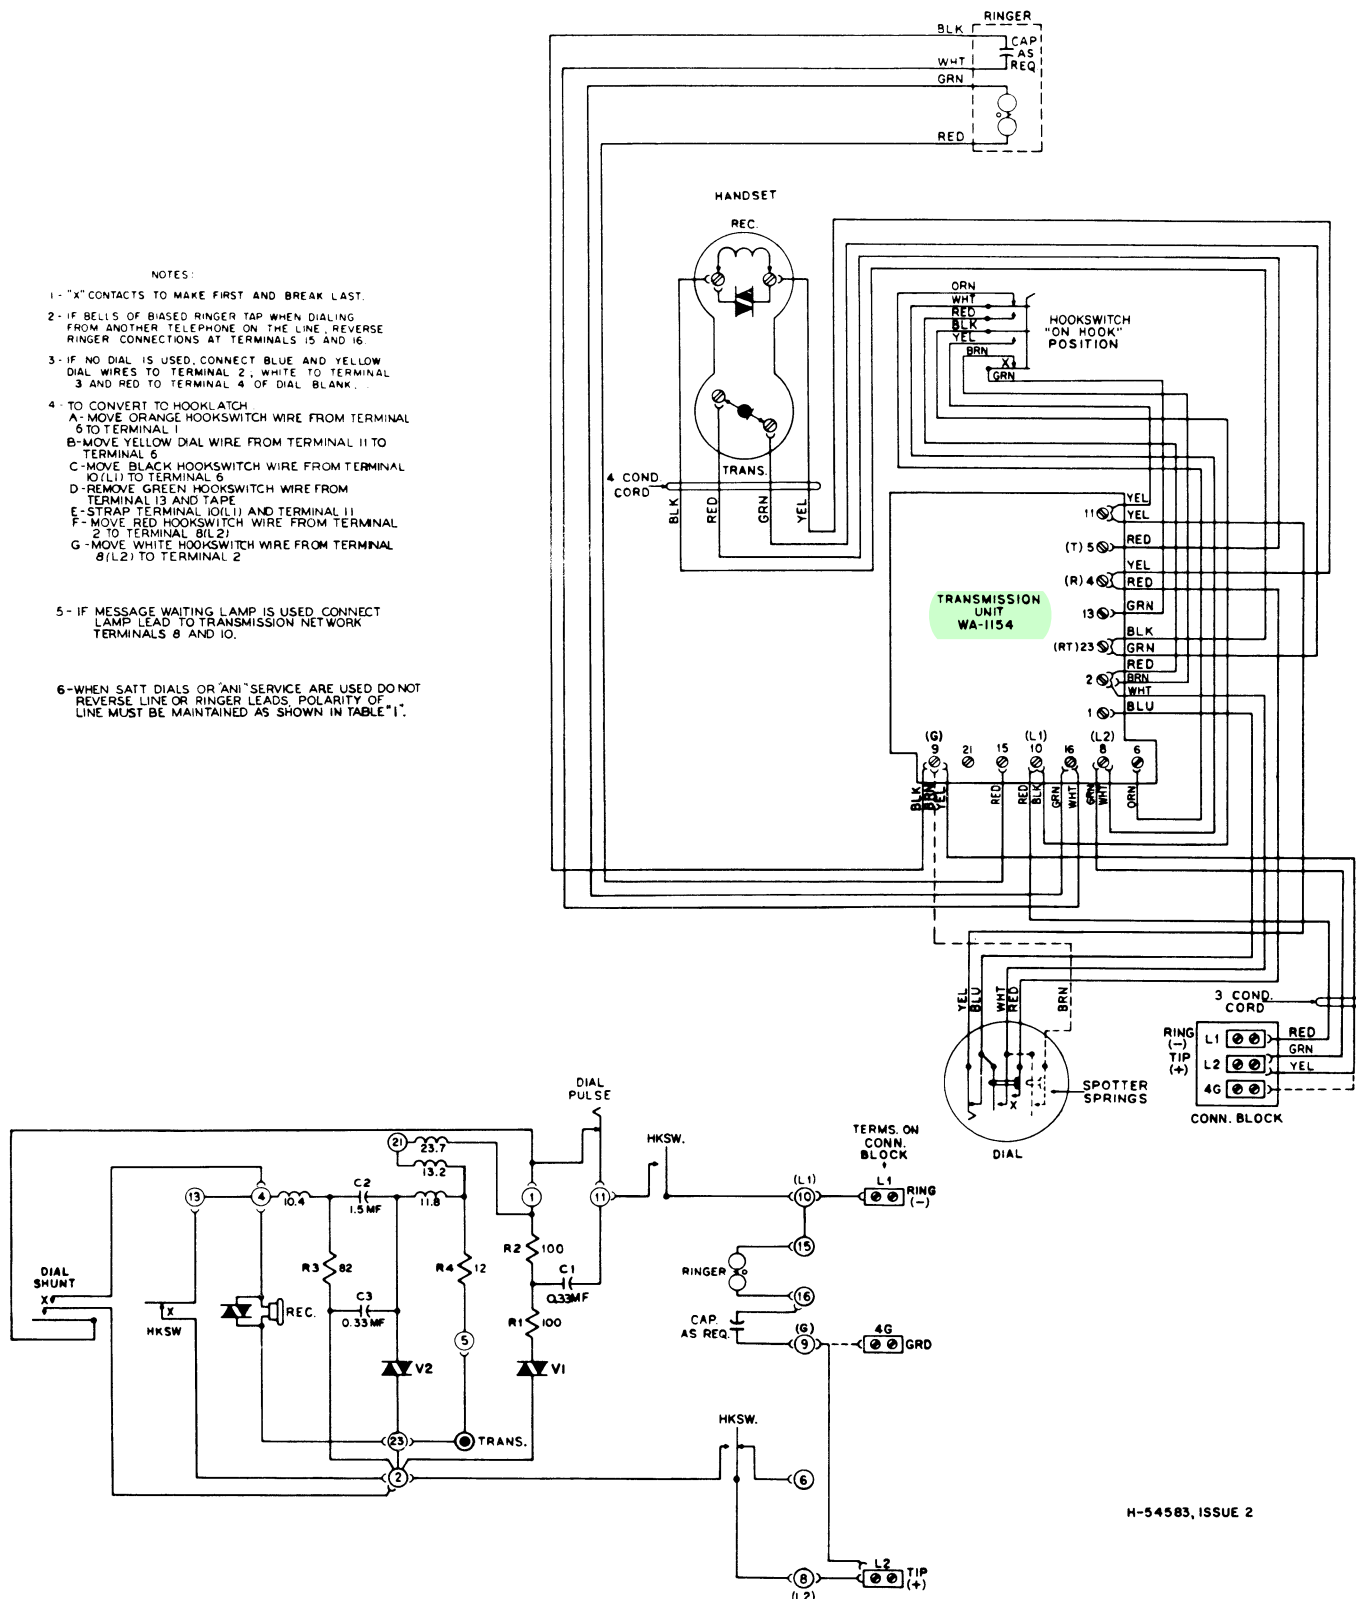 RINGER
BLK
CAP
AS
REQ
WHT
GRN
RED
HANDSET
REC.
NOTES:
1 - "X" CONTACTS TO MAKE FIRST AND BREAK LAST.
2 - IF BELLS OF BIASED RINGER TAP WHEN DIALING
FROM ANOTHER TELEPHONE ON THE LINE, REVERSE
RINGER CONNECTIONS AT TERMINALS 15 AND 16.
3 - IF NO DIAL IS USED, CONNECT BLUE AND YELLOW
DIAL WIRES TO TERMINAL 2, WHITE TO TERMINAL
3 AND RED TO TERMINAL 4 OF DIAL BLANK.
4 - TO CONVERT TO HOOKLATCH
A - MOVE ORANGE HOOKSWITCH WIRE FROM TERMINAL
6 TO TERMINAL 1
B - MOVE YELLOW DIAL WIRE FROM TERMINAL 11 TO
TERMINAL 6
C - MOVE BLACK HOOKSWITCH WIRE FROM TERMINAL
10 (L1) TO TERMINAL 6
D - REMOVE GREEN HOOKSWITCH WIRE FROM
TERMINAL 13 AND TAPE
E - STRAP TERMINAL 10(L1) AND TERMINAL 11
F - MOVE RED HOOKSWITCH WIRE FROM TERMINAL
2 TO TERMINAL 8(L2)
G - MOVE WHITE HOOKSWITCH WIRE FROM TERMINAL
8(L2) TO TERMINAL 2
5 - IF MESSAGE WAITING LAMP IS USED CONNECT
LAMP LEAD TO TRANSMISSION NETWORK
TERMINALS 8 AND 10.
6 - WHEN SATT DIALS OR "ANI" SERVICE ARE USED DO NOT
REVERSE LINE OR RINGER LEADS, POLARITY OF
LINE MUST BE MAINTAINED AS SHOWN IN TABLE "I".
ORN
WHT
RED
BLK
YEL
BRN
X
GRN
HOOKSWITCH
"ON HOOK"
POSITION
TRANS.
4 COND.
CORD
BLK
RED
GRN
YEL
TRANSMISSION
UNIT
WA-1154
11
YEL
YEL
(T) 5
RED
(R) 4
YEL
RED
13
GRN
(RT) 23
BLK
GRN
2
RED
BRN
WHT
1
BLU
(G)
9
21
15
(L1)
10
16
(L2)
8
6
BLK
BRN
YEL
RED
RED
BLK
GRN
WHT
GRN
WHT
ORN
YEL
BLU
WHT
RED
BRN
X
SPOTTER
SPRINGS
DIAL
3 COND.
CORD
RING
(-)
TIP
(+)
L1
L2
4G
RED
GRN
YEL
CONN. BLOCK
DIAL
PULSE
HKSW.
TERMS. ON
CONN.
BLOCK
21
23.7
13.2
13
4
10.4
C2
1.5 MF
11.8
1
11
(L1)
10
L1
RING
(-)
R2
100
R3
82
R4
12
C1
0.33MF
DIAL
SHUNT
X
X
HKSW
REC.
C3
0.33 MF
R1
100
5
V2
V1
RINGER
15
16
CAP.
AS REQ.
(G)
9
4G
GRD
23
TRANS.
2
HKSW.
6
8
(L2)
L2
TIP
(+)
H-54583, ISSUE 2